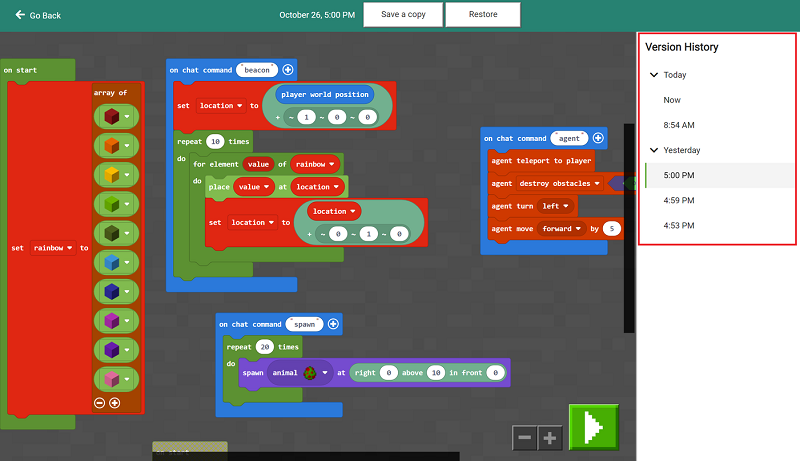 Go Back
October 26, 5:00 PM
Save a copy
Restore
on start
array of
set rainbow to
on chat command "beacon"
set location to player world position + ~ 1 ~ 0 ~ 0
repeat 10 times
do
for element value of rainbow
do
place value at location
set location to location + ~ 0 ~ 1 ~ 0
on chat command "agent"
agent teleport to player
agent destroy obstacles
agent turn left
agent move forward by 5
on chat command "spawn"
repeat 20 times
do
spawn animal at right 0 above 10 in front 0
on start
Version History
Today
Now
8:54 AM
Yesterday
5:00 PM
4:59 PM
4:53 PM